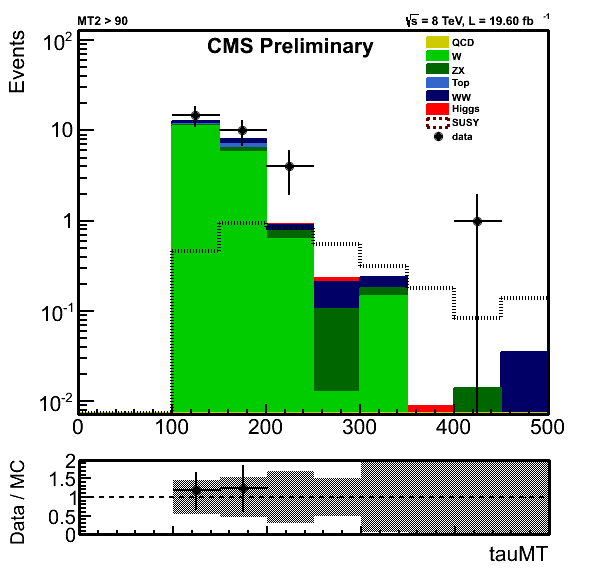 MT2 > 90
√s = 8 TeV, L = 19.60 fb⁻¹
CMS Preliminary
Events
10²
10
1
10⁻¹
10⁻²
QCD
W
ZX
Top
WW
Higgs
SUSY
data
0 100 200 300 400 500
Data / MC
2
1.5
1
0.5
0
tauMT